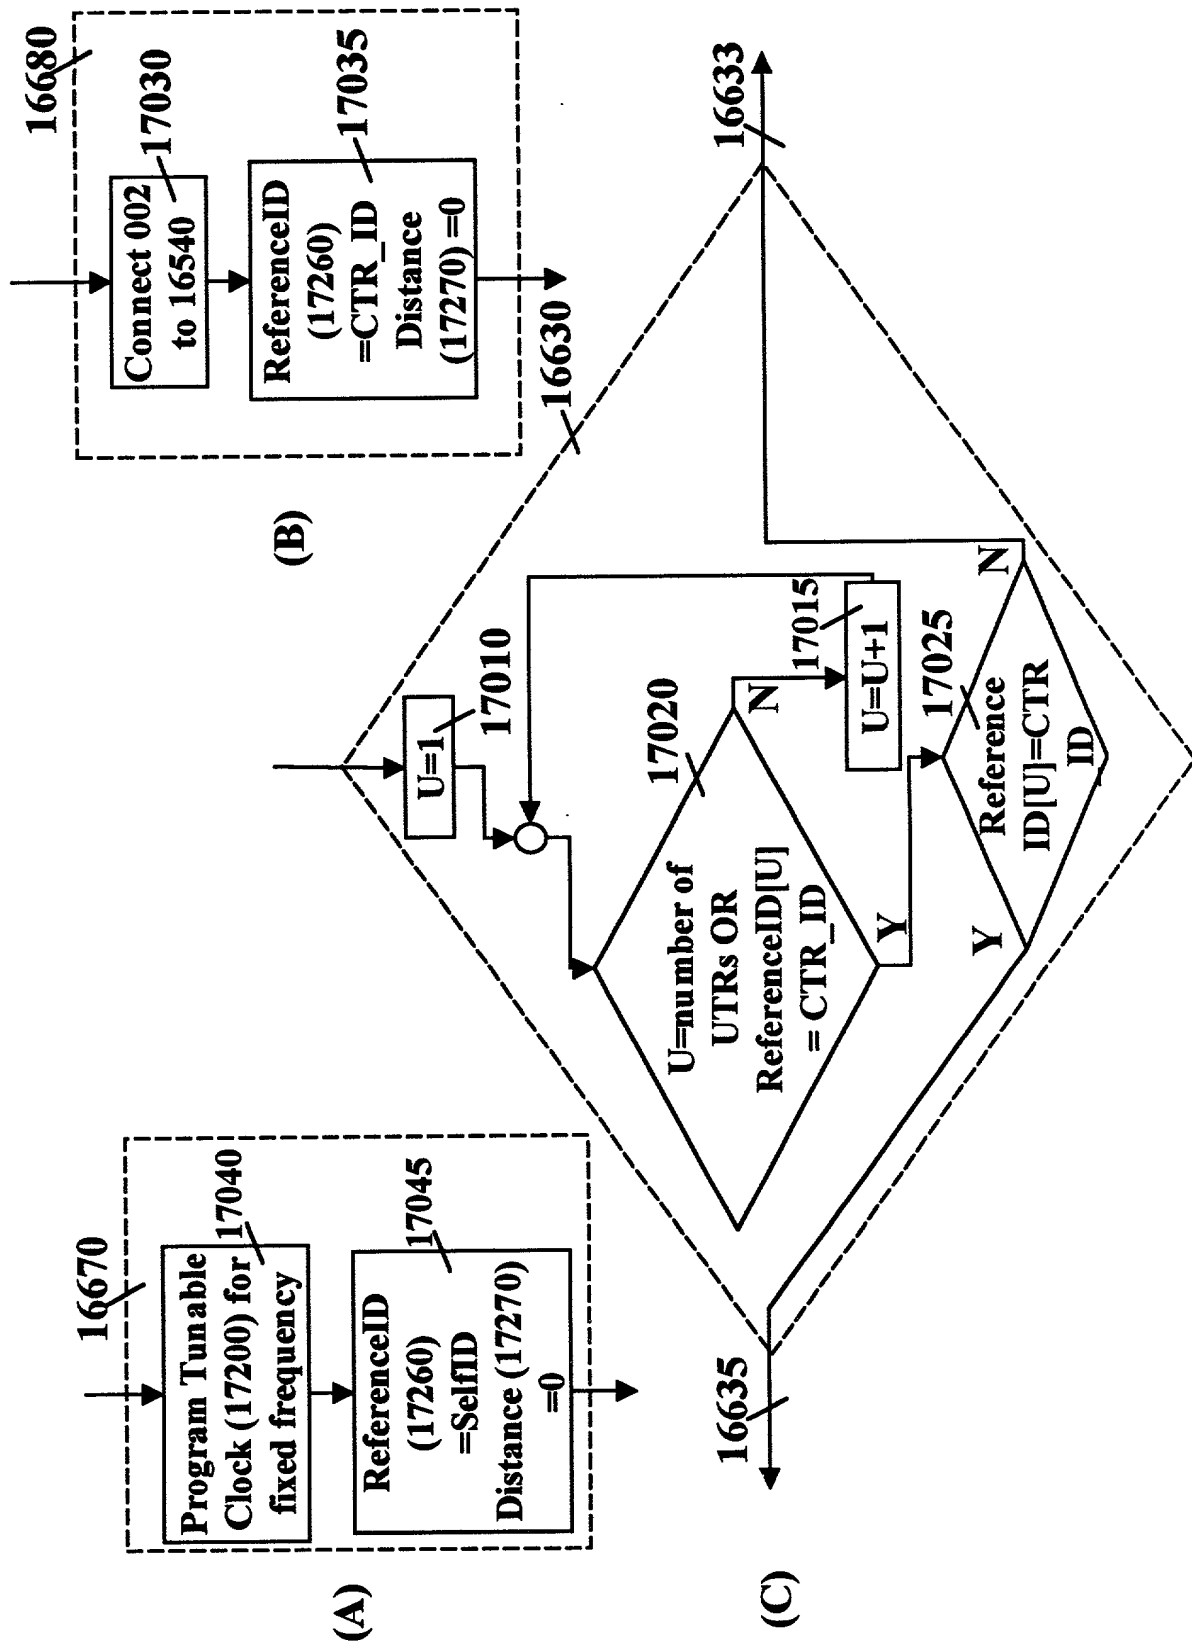 16670
Program Tunable
Clock (17200) for
fixed frequency
17040
ReferenceID
(17260)
=SelfID
Distance (17270)
=0
17045
(A)
16680
Connect 002
to 16540
17030
ReferenceID
(17260)
=CTR_ID
Distance
(17270) =0
17035
(B)
16630
U=1
17010
U=number of
UTRs OR
ReferenceID[U]
= CTR_ID
17020
N
Y
17015
U=U+1
17025
Reference
ID[U]=CTR
ID
Y
N
16635
16633
(C)